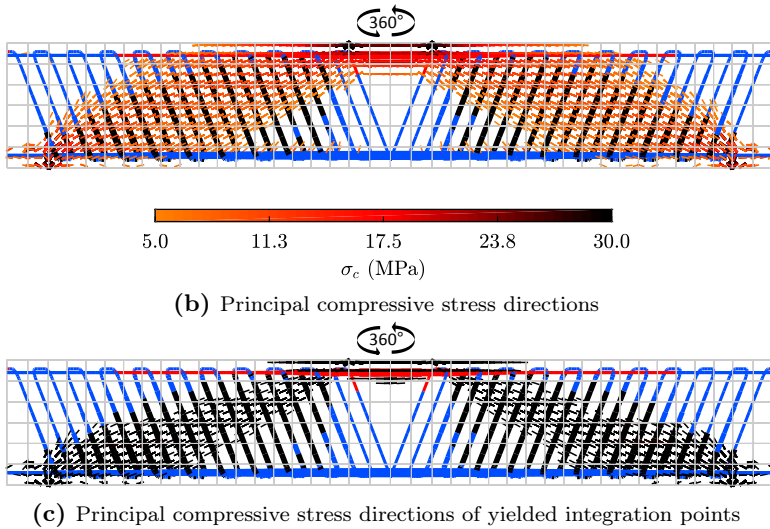 360°
5.0 11.3 17.5 23.8 30.0
σc (MPa)
(b) Principal compressive stress directions
360°
(c) Principal compressive stress directions of yielded integration points